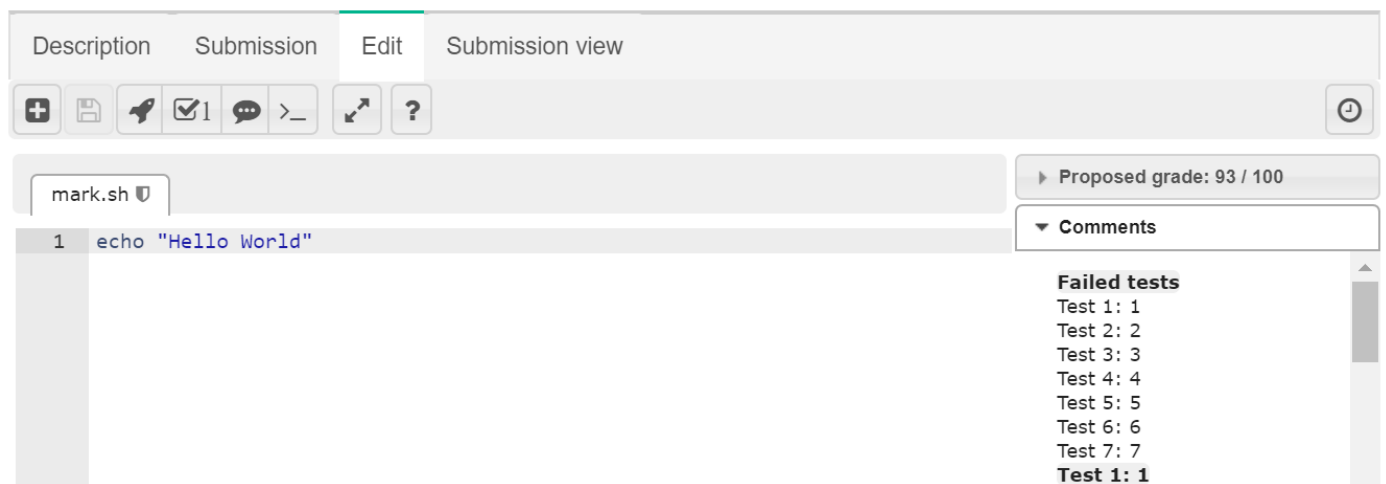 Description Submission Edit Submission view
1 >_ ?
mark.sh
1 echo "Hello World"
Proposed grade: 93 / 100
Comments
Failed tests
Test 1: 1
Test 2: 2
Test 3: 3
Test 4: 4
Test 5: 5
Test 6: 6
Test 7: 7
Test 1: 1